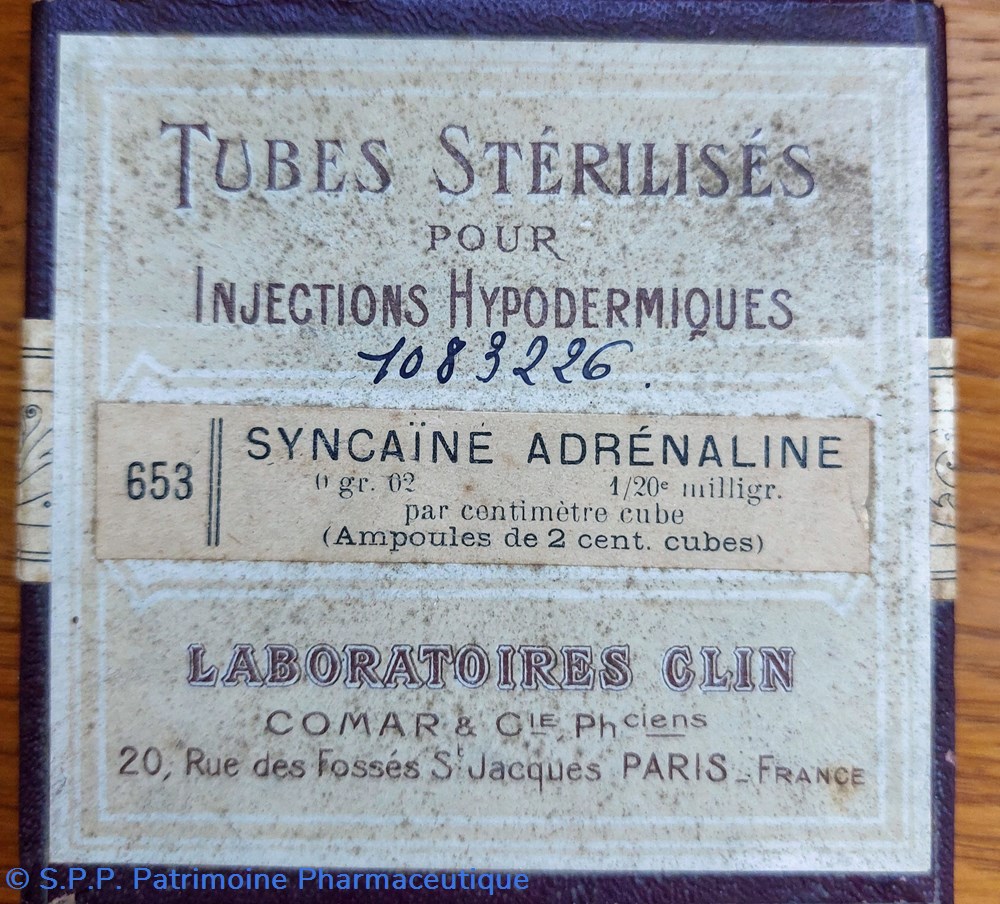 TUBES STÉRILISÉS
POUR
INJECTIONS HYPODERMIQUES
1083226.
653
SYNCAÏNE ADRÉNALINE
0 gr. 02 1/20e milligr.
par centimètre cube
(Ampoules de 2 cent. cubes)
LABORATOIRES CLIN
COMAR & CIE, Phciens
20, Rue des Fossés St Jacques PARIS - FRANCE
© S.P.P. Patrimoine Pharmaceutique